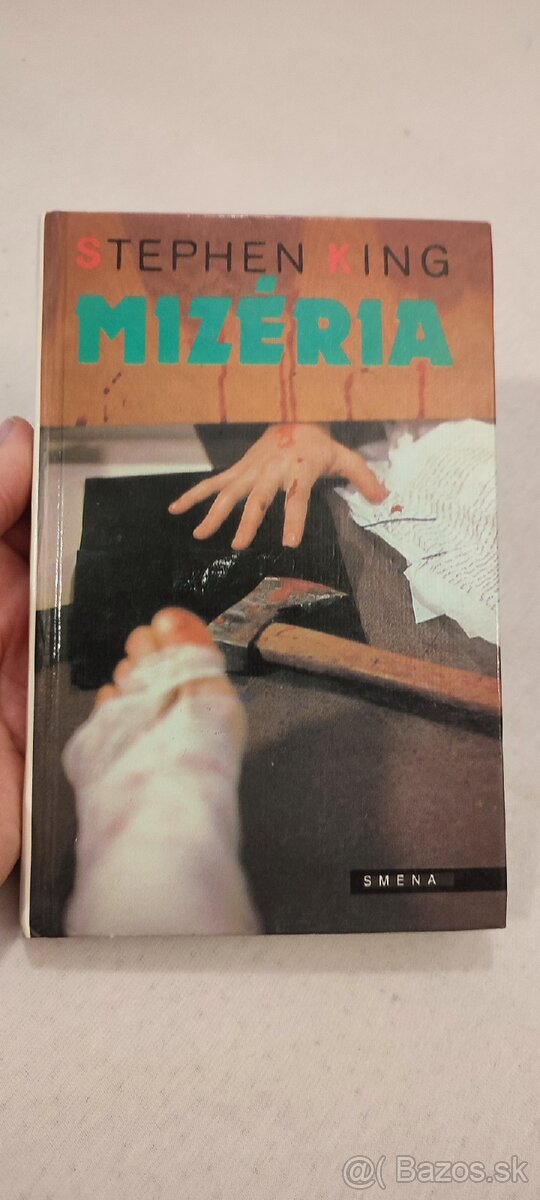 STEPHEN KING
MIZÉRIA
SMENA
@ Bazos.sk